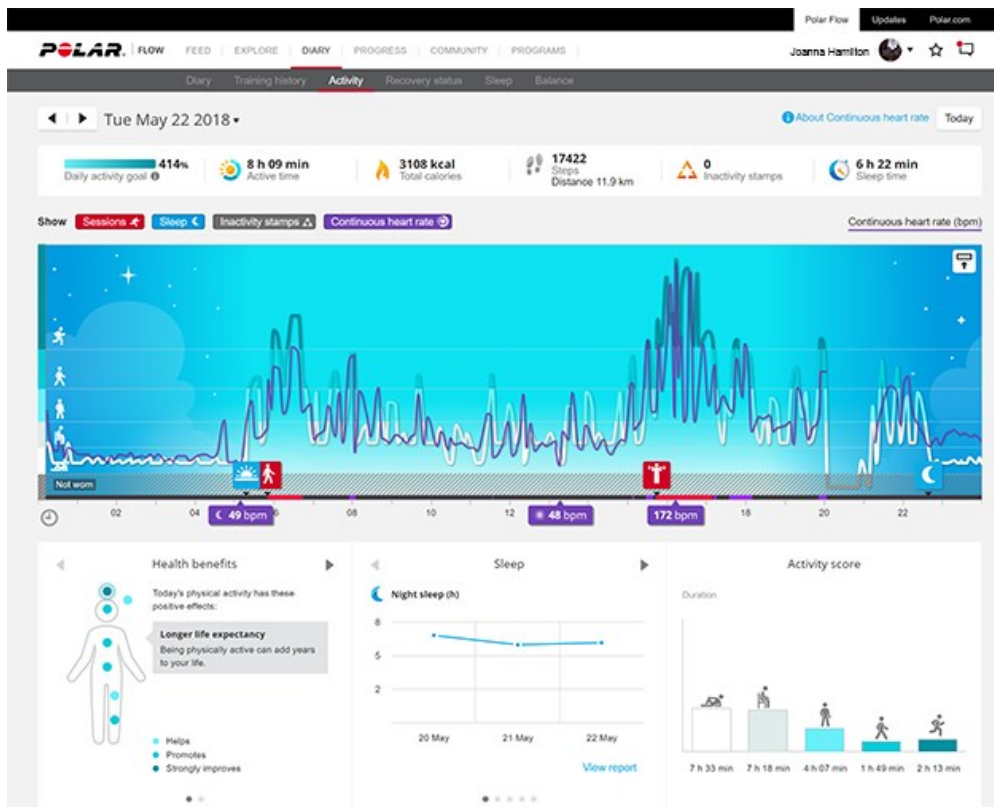 Polar Flow Updates Polar.com
POLAR. FLOW FEED EXPLORE DIARY PROGRESS COMMUNITY PROGRAMS Joanna Hamilton
Diary Training history Activity Recovery status Sleep Balance
Tue May 22 2018 About Continuous heart rate Today
414% 8 h 09 min 3108 kcal 17422 0 6 h 22 min
Daily activity goal Active time Total calories Steps Inactivity stamps Sleep time
Distance 11.9 km
Show Sessions Sleep Inactivity stamps Continuous heart rate Continuous heart rate (bpm)
Not worn
02 04 6 08 10 12 16 20 22
49 bpm 48 bpm 172 bpm
Health benefits Sleep Activity score
Today's physical activity has these
positive effects:
Night sleep (h) Duration
Longer life expectancy
Being physically active can add years
to your life.
8
5
2
20 May 21 May 22 May
Helps
Promotes
Strongly improves
View report
7 h 33 min 7 h 18 min 4 h 07 min 1 h 49 min 2 h 13 min